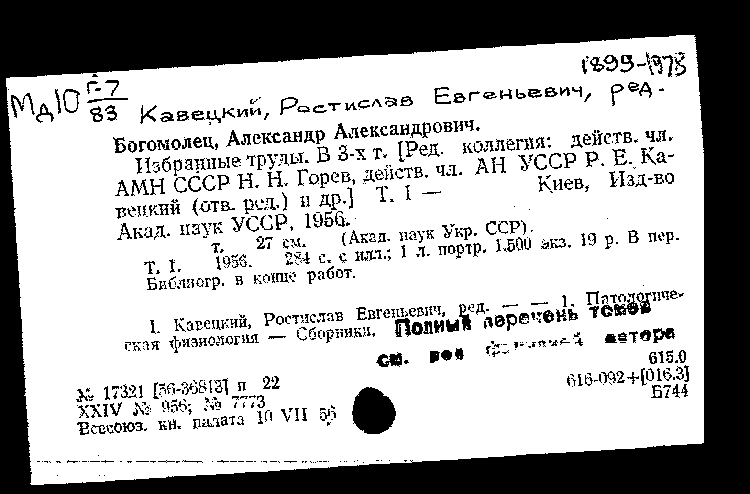 1899-1978
Мд10 Г-7
83
Кавецкий, Ростислав Евгеньевич, ред.
Богомолец, Александр Александрович.
Избранные труды. В 3-х т. [Ред. коллегия: действ. чл.
АМН СССР Н. Н. Горев, действ. чл. АН УССР Р. Е. Ка-
вецкий (отв. ред.) и др.] Т. I — Киев, Изд-во
Акад. наук УССР, 1956.
т. 27 см. (Акад. наук Укр. ССР).
Т. I. 1956. 284 с. с илл.; 1 л. портр. 1.500 экз. 19 р. В пер.
Библиогр. в конце работ.
I. Кавецкий, Ростислав Евгеньевич, ред. — — 1. Патологиче-
ская физиология — Сборники. Полный перечень томов
см. под фамилией автора
№ 17321 [56-36813] п 22 615.0
XXIV № 956; № 7773 616-092+[016.3]
Всесоюз. кн. палата 10 VII 56 Б744